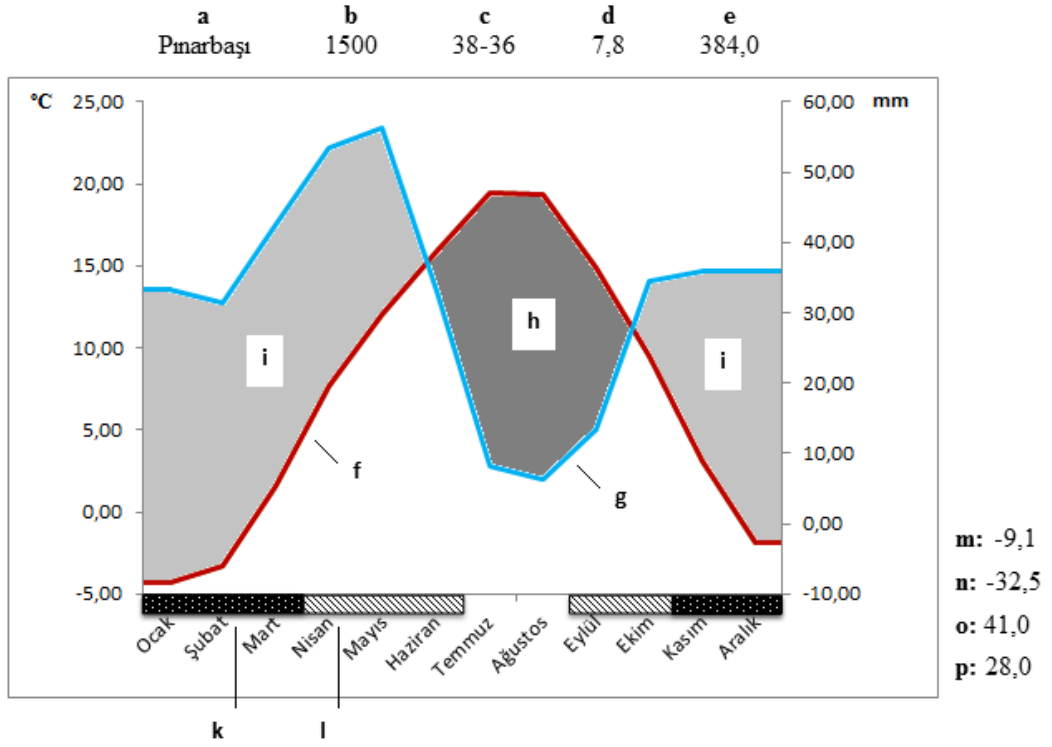 a b c d e
Pınarbaşı 1500 38-36 7,8 384,0
°C mm
25,00 60,00
50,00
20,00
40,00
15,00
30,00
h
i i
10,00
20,00
5,00
10,00
f
g
0,00
0,00
-5,00 -10,00
Ocak Şubat Mart Nisan Mayıs Haziran Temmuz Ağustos Eylül Ekim Kasım Aralık
k l
m: -9,1
n: -32,5
o: 41,0
p: 28,0